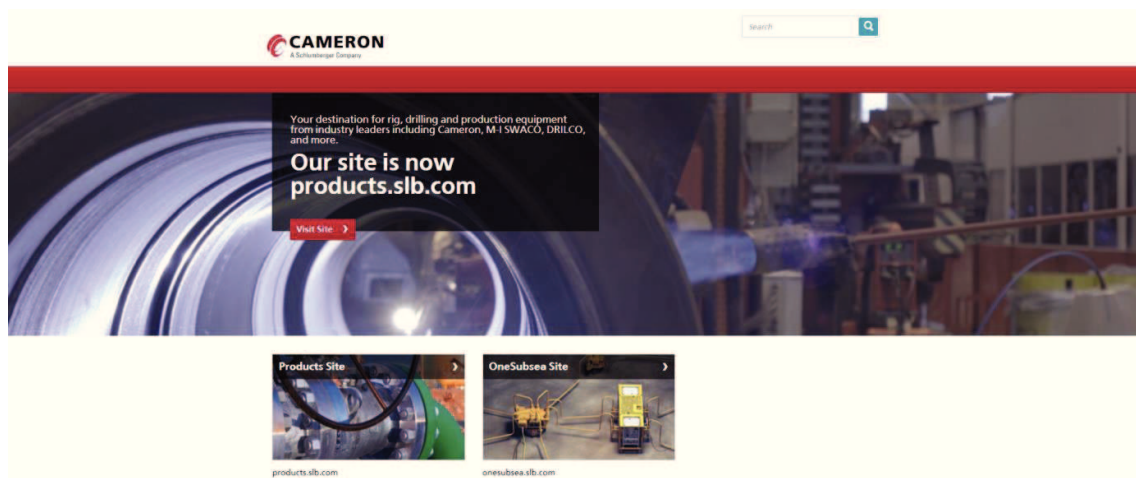 Search
CAMERON
A Schlumberger Company
Your destination for rig, drilling and production equipment
from industry leaders including Cameron, M-I SWACO, DRILCO,
and more.
Our site is now
products.slb.com
Visit Site
Products Site
OneSubsea Site
products.slb.com
onesubsea.slb.com